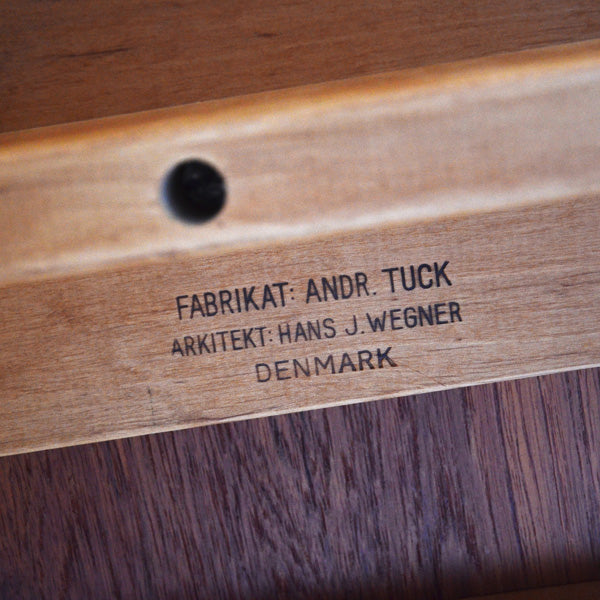 FABRIKAT: ANDR. TUCK
ARKITEKT: HANS J. WEGNER
DENMARK